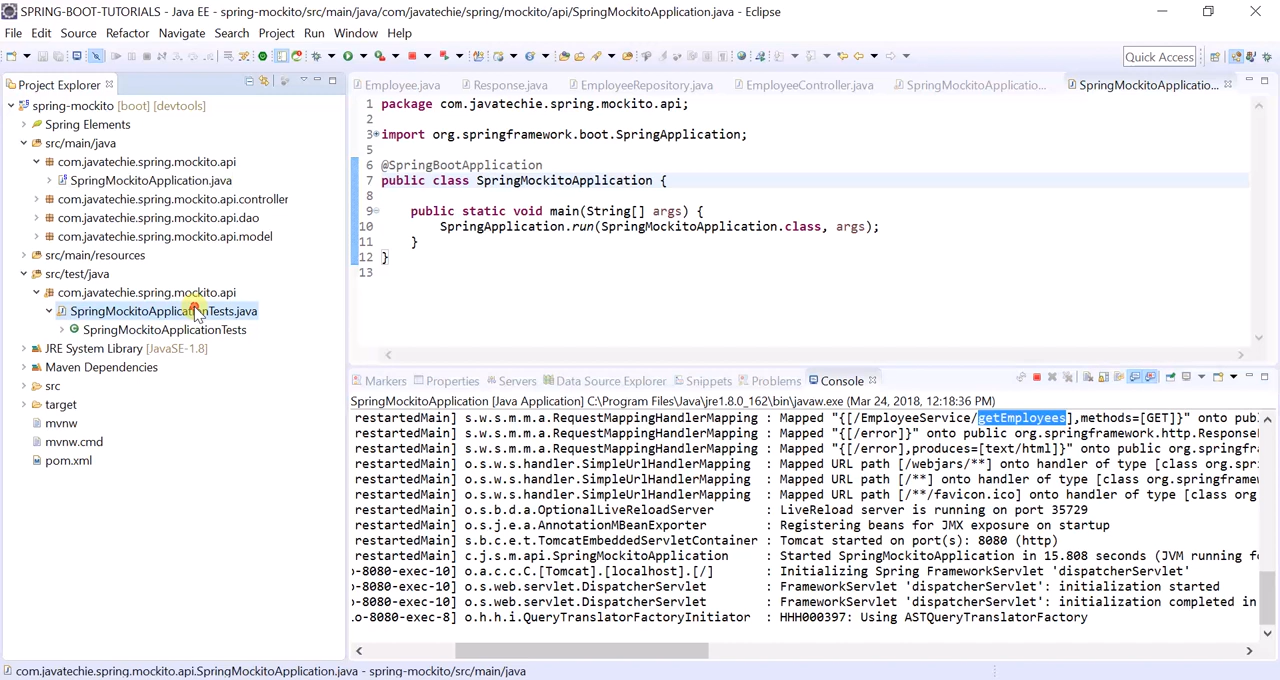 SPRING-BOOT-TUTORIALS - Java EE - spring-mockito/src/main/java/com/javatechie/spring/mockito/api/SpringMockitoApplication.java - Eclipse
File Edit Source Refactor Navigate Search Project Run Window Help
Quick Access
Project Explorer
spring-mockito [boot] [devtools]
Spring Elements
src/main/java
com.javatechie.spring.mockito.api
SpringMockitoApplication.java
com.javatechie.spring.mockito.api.controller
com.javatechie.spring.mockito.api.dao
com.javatechie.spring.mockito.api.model
src/main/resources
src/test/java
com.javatechie.spring.mockito.api
SpringMockitoApplicationTests.java
SpringMockitoApplicationTests
JRE System Library [JavaSE-1.8]
Maven Dependencies
src
target
mvnw
mvnw.cmd
pom.xml
Employee.java Response.java EmployeeRepository.java EmployeeController.java SpringMockitoApplicatio... SpringMockitoApplicatio...
1 package com.javatechie.spring.mockito.api;
2
3 import org.springframework.boot.SpringApplication;
5
6 @SpringBootApplication
7 public class SpringMockitoApplication {
8
9 public static void main(String[] args) {
10 SpringApplication.run(SpringMockitoApplication.class, args);
11 }
12 }
13
Markers Properties Servers Data Source Explorer Snippets Problems Console
SpringMockitoApplication [Java Application] C:\Program Files\Java\jre1.8.0_162\bin\javaw.exe (Mar 24, 2018, 12:18:36 PM)
restartedMain] s.w.s.m.m.a.RequestMappingHandlerMapping : Mapped "{[/EmployeeService/getEmployees],methods=[GET]}" onto publ
restartedMain] s.w.s.m.m.a.RequestMappingHandlerMapping : Mapped "{[/error]}" onto public org.springframework.http.Response
restartedMain] s.w.s.m.m.a.RequestMappingHandlerMapping : Mapped "{[/error],produces=[text/html]}" onto public org.springfr
restartedMain] o.s.w.s.handler.SimpleUrlHandlerMapping : Mapped URL path [/webjars/**] onto handler of type [class org.spr
restartedMain] o.s.w.s.handler.SimpleUrlHandlerMapping : Mapped URL path [/**] onto handler of type [class org.springframew
restartedMain] o.s.w.s.handler.SimpleUrlHandlerMapping : Mapped URL path [/**/favicon.ico] onto handler of type [class org
restartedMain] o.s.b.d.a.OptionalLiveReloadServer : LiveReload server is running on port 35729
restartedMain] o.s.j.e.a.AnnotationMBeanExporter : Registering beans for JMX exposure on startup
restartedMain] s.b.c.e.t.TomcatEmbeddedServletContainer : Tomcat started on port(s): 8080 (http)
restartedMain] c.j.s.m.api.SpringMockitoApplication : Started SpringMockitoApplication in 15.808 seconds (JVM running f
-8080-exec-10] o.a.c.c.C.[Tomcat].[localhost].[/] : Initializing Spring FrameworkServlet 'dispatcherServlet'
-8080-exec-10] o.s.web.servlet.DispatcherServlet : FrameworkServlet 'dispatcherServlet': initialization started
-8080-exec-10] o.s.web.servlet.DispatcherServlet : FrameworkServlet 'dispatcherServlet': initialization completed in
o-8080-exec-8] o.h.h.i.QueryTranslatorFactoryInitiator : HHH000397: Using ASTQueryTranslatorFactory
com.javatechie.spring.mockito.api.SpringMockitoApplication.java - spring-mockito/src/main/java